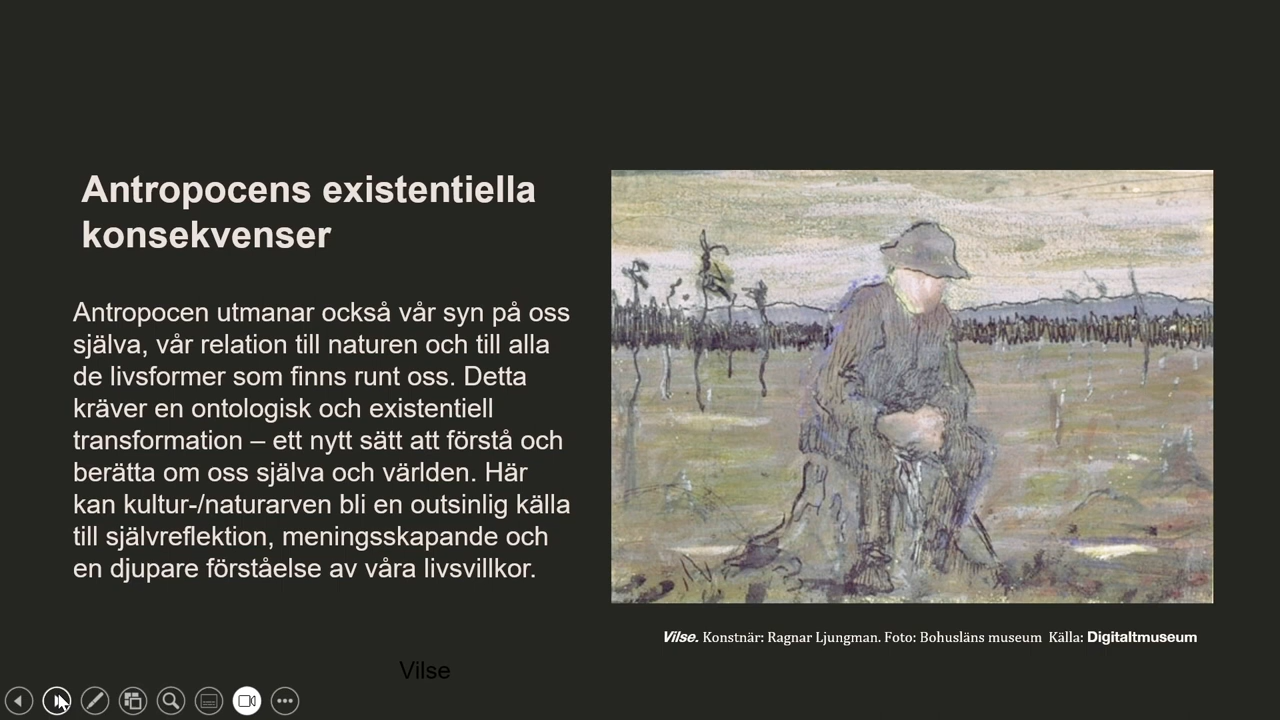 Antropocens existentiella
konsekvenser
Antropocen utmanar också vår syn på oss
själva, vår relation till naturen och till alla
de livsformer som finns runt oss. Detta
kräver en ontologisk och existentiell
transformation – ett nytt sätt att förstå och
berätta om oss själva och världen. Här
kan kultur-/naturarven bli en outsinlig källa
till självreflektion, meningsskapande och
en djupare förståelse av våra livsvillkor.
Vilse. Konstnär: Ragnar Ljungman. Foto: Bohusläns museum Källa: Digitaltmuseum
Vilse